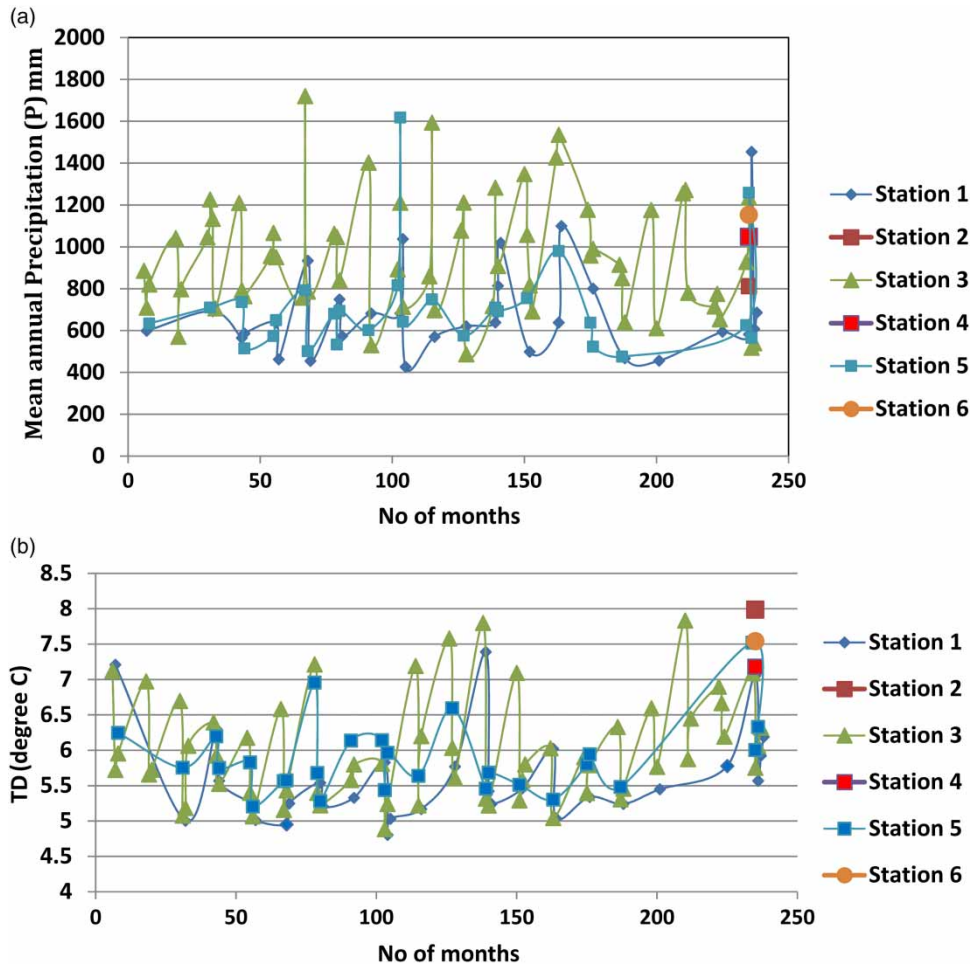 (a)
Mean annual Precipitation (P) mm
2000
1800
1600
1400
1200
1000
800
600
400
200
0
0 50 100 150 200 250
No of months
Station 1
Station 2
Station 3
Station 4
Station 5
Station 6
(b)
TD (degree C)
8.5
8
7.5
7
6.5
6
5.5
5
4.5
4
0 50 100 150 200 250
No of months
Station 1
Station 2
Station 3
Station 4
Station 5
Station 6